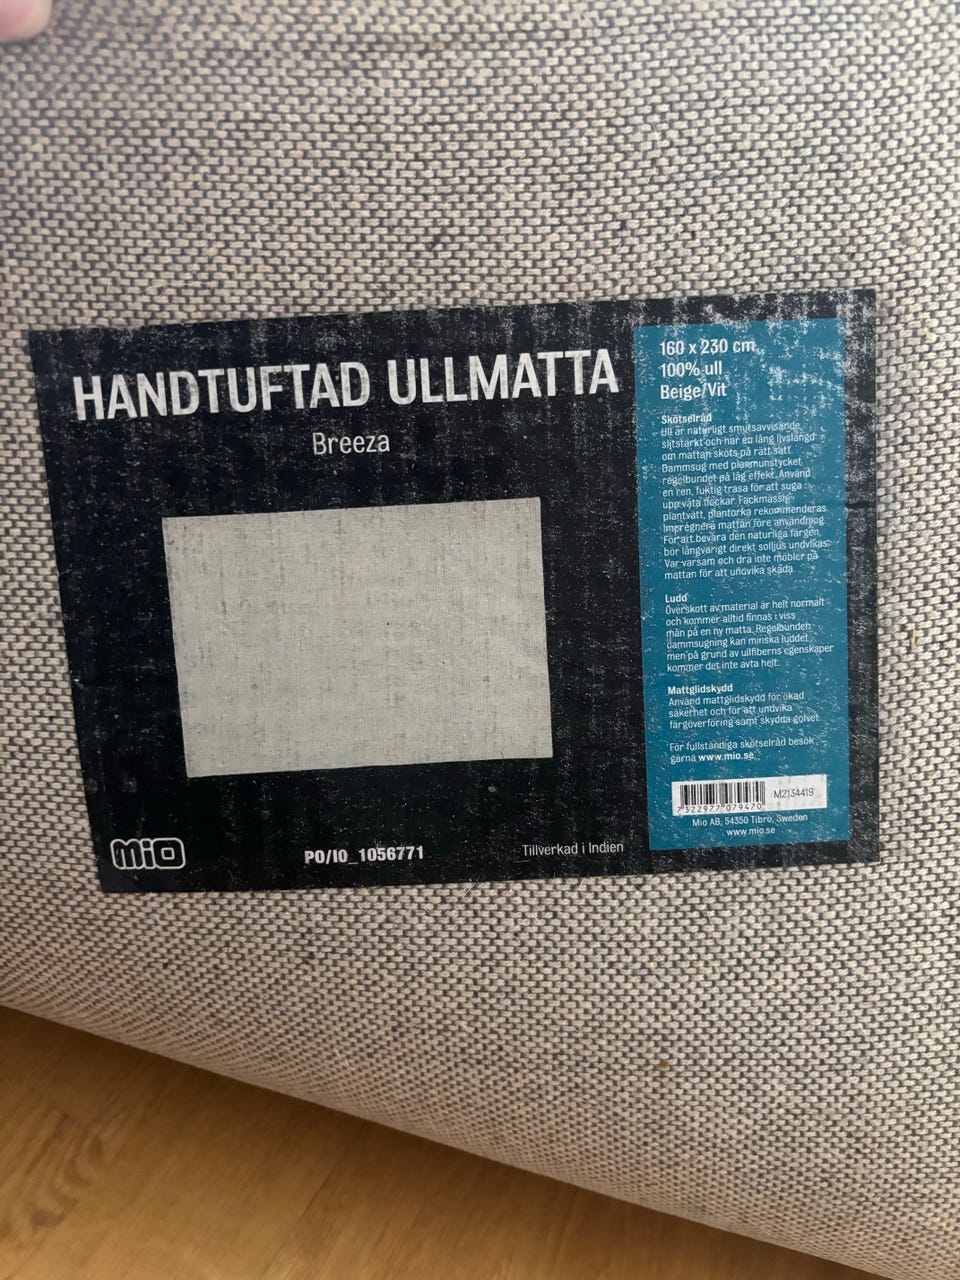 HANDTUFTAD ULLMATTA
Breeza
160 x 230 cm
100% ull
Beige/Vit
Skötselråd
Ull är naturligt smutsavvisande,
slitstarkt och har en lång livslängd
om mattan sköts på rätt sätt.
Dammsug med planmunstycket
regelbundet på låg effekt. Använd
en ren, fuktig trasa för att suga
upp våta fläckar. Fackmässig
plantvätt, plantorka rekommenderas.
Impregnera mattan före användning.
För att bevara den naturliga färgen,
bör långvarigt direkt solljus undvikas.
Var varsam och dra inte möbler på
mattan för att undvika skada.
Ludd
Överskott av material är helt normalt
och kommer alltid finnas i viss
mån på en ny matta. Regelbunden
dammsugning kan minska luddet,
men på grund av ullfiberns egenskaper
kommer det inte avta helt.
Mattglidskydd
Använd mattglidskydd för ökad
säkerhet och för att undvika
färgöverföring samt skydda golvet.
För fullständiga skötselråd besök
gärna www.mio.se
7 322977 079470
M2134419
Mio AB, 54350 Tibro, Sweden
www.mio.se
mio
PO/IO_1056771
Tillverkad i Indien